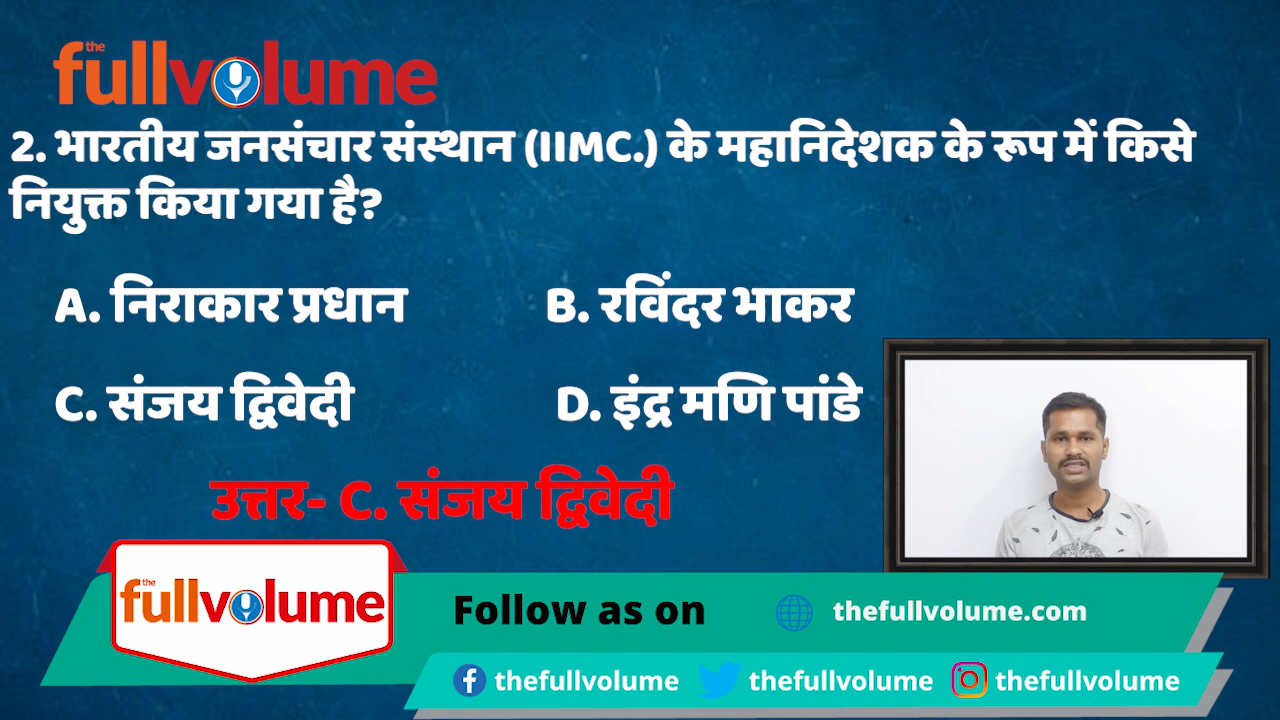 the
fullvolume
2. भारतीय जनसंचार संस्थान (IIMC.) के महानिदेशक के रूप में किसे
नियुक्त किया गया है?
A. निराकार प्रधान B. रविंदर भाकर
C. संजय द्विवेदी D. इंद्र मणि पांडे
उत्तर- C. संजय द्विवेदी
the
fullvolume
Follow as on thefullvolume.com
thefullvolume thefullvolume thefullvolume